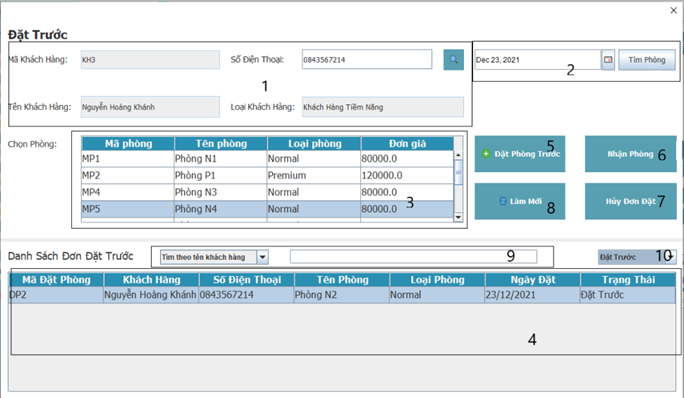 Đặt Trước
Mã Khách Hàng: KH3 Số Điện Thoại: 0843567214 Dec 23, 2021 Tìm Phòng
1 2
Tên Khách Hàng: Nguyễn Hoàng Khánh Loại Khách Hàng: Khách Hàng Tiềm Năng
Chọn Phòng:
Mã phòng Tên phòng Loại phòng Đơn giá
MP1 Phòng N1 Normal 80000.0
MP2 Phòng P1 Premium 120000.0
MP4 Phòng N3 Normal 80000.0
MP5 Phòng N4 Normal 80000.0
3
5 Đặt Phòng Trước Nhận Phòng 6
Làm Mới 8 Hủy Đơn Đặt 7
Danh Sách Đơn Đặt Trước Tìm theo tên khách hàng 9 Đặt Trước 10
Mã Đặt Phòng Khách Hàng Số Điện Thoại Tên Phòng Loại Phòng Ngày Đặt Trạng Thái
DP2 Nguyễn Hoàng Khánh 0843567214 Phòng N2 Normal 23/12/2021 Đặt Trước
4